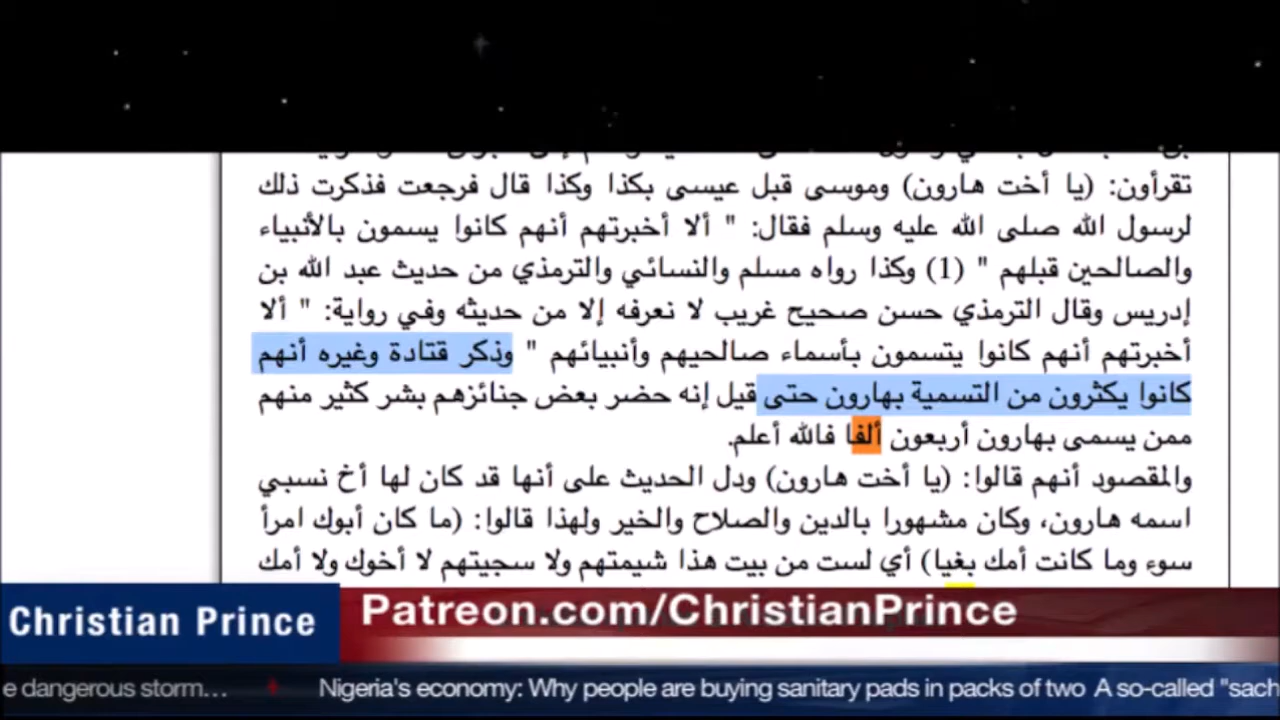 تقرأون: (يا أخت هارون) وموسى قبل عيسى بكذا وكذا قال فرجعت فذكرت ذلك
لرسول الله صلى الله عليه وسلم فقال: " ألا أخبرتهم أنهم كانوا يسمون بالأنبياء
والصالحين قبلهم " (1) وكذا رواه مسلم والنسائي والترمذي من حديث عبد الله بن
إدريس وقال الترمذي حسن صحيح غريب لا نعرفه إلا من حديثه وفي رواية: " ألا
أخبرتهم أنهم كانوا يتسمون بأسماء صالحيهم وأنبيائهم " وذكر قتادة وغيره أنهم
كانوا يكثرون من التسمية بهارون حتى قيل إنه حضر بعض جنائزهم بشر كثير منهم
ممن يسمى بهارون أربعون ألفا فالله أعلم.
والمقصود أنهم قالوا: (يا أخت هارون) ودل الحديث على أنها قد كان لها أخ نسبي
اسمه هارون، وكان مشهورا بالدين والصلاح والخير ولهذا قالوا: (ما كان أبوك امرأ
سوء وما كانت أمك بغيا) أي لست من بيت هذا شيمتهم ولا سجيتهم لا أخوك ولا أمك
Christian Prince
Patreon.com/ChristianPrince
e dangerous storm... Nigeria's economy: Why people are buying sanitary pads in packs of two A so-called "sach